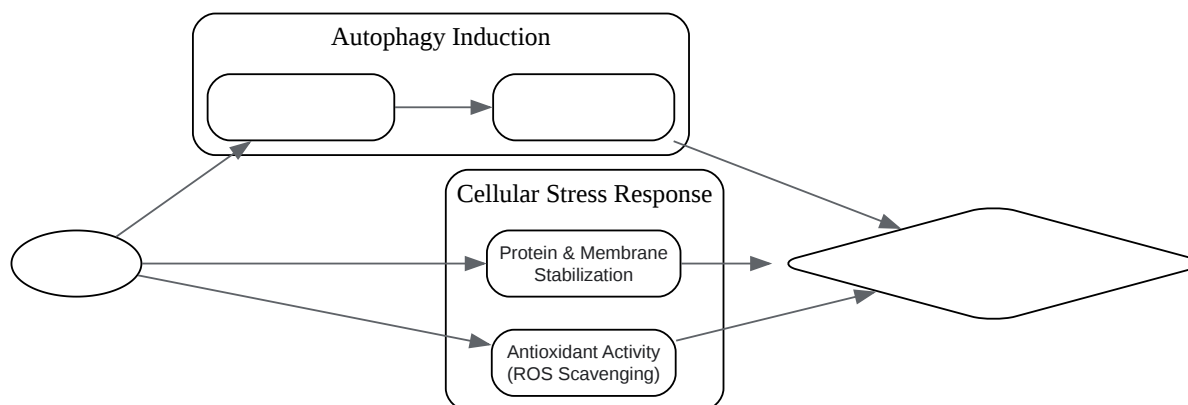 Autophagy Induction
Cellular Stress Response
Protein & Membrane
Stabilization
Antioxidant Activity
(ROS Scavenging)